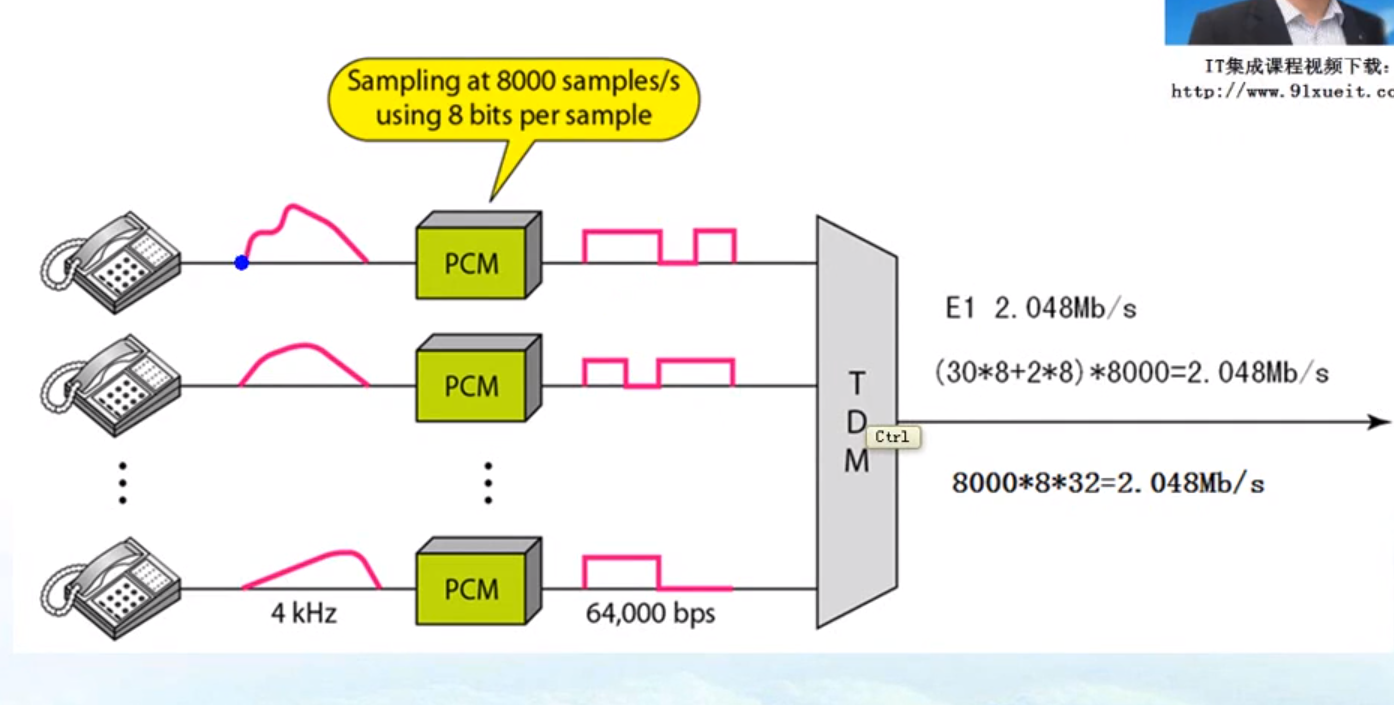 IT集成课程视频下载:
http://www.91xueit.co
Sampling at 8000 samples/s
using 8 bits per sample
PCM
E1 2.048Mb/s
(30*8+2*8)*8000=2.048Mb/s
PCM
T
D
M
Ctrl
8000*8*32=2.048Mb/s
PCM
4 kHz
64,000 bps